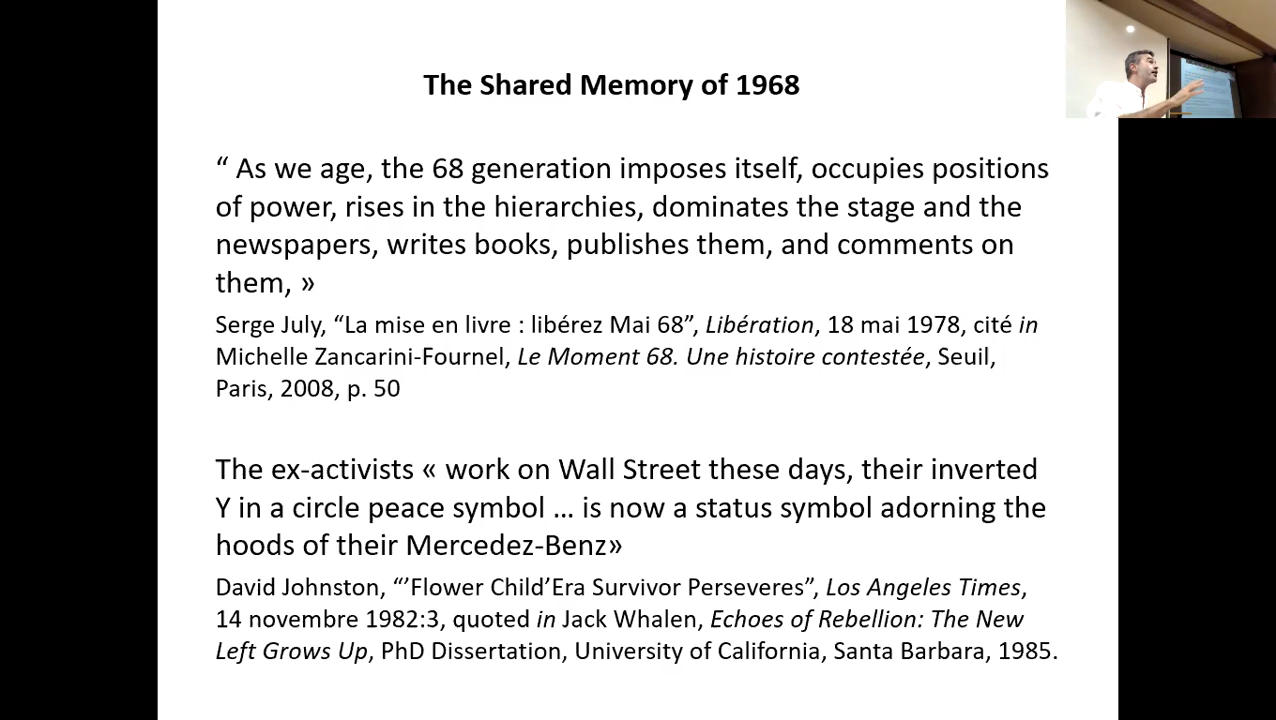 The Shared Memory of 1968
“ As we age, the 68 generation imposes itself, occupies positions
of power, rises in the hierarchies, dominates the stage and the
newspapers, writes books, publishes them, and comments on
them, »
Serge July, “La mise en livre : libérez Mai 68”, Libération, 18 mai 1978, cité in
Michelle Zancarini-Fournel, Le Moment 68. Une histoire contestée, Seuil,
Paris, 2008, p. 50
The ex-activists « work on Wall Street these days, their inverted
Y in a circle peace symbol … is now a status symbol adorning the
hoods of their Mercedez-Benz»
David Johnston, “’Flower Child’Era Survivor Perseveres”, Los Angeles Times,
14 novembre 1982:3, quoted in Jack Whalen, Echoes of Rebellion: The New
Left Grows Up, PhD Dissertation, University of California, Santa Barbara, 1985.